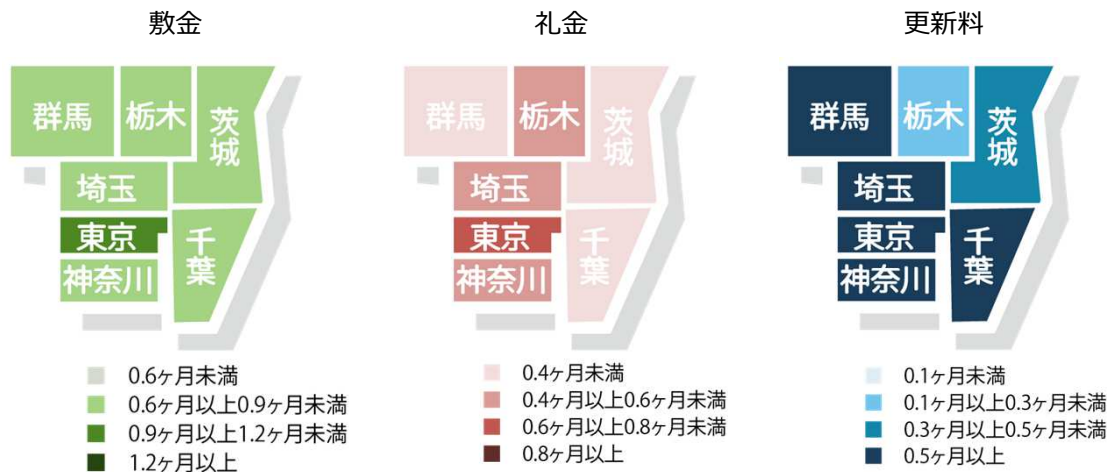 敷金
群馬
栃木
茨城
埼玉
東京
千葉
神奈川
0.6ヶ月未満
0.6ヶ月以上0.9ヶ月未満
0.9ヶ月以上1.2ヶ月未満
1.2ヶ月以上
礼金
群馬
栃木
茨城
埼玉
東京
千葉
神奈川
0.4ヶ月未満
0.4ヶ月以上0.6ヶ月未満
0.6ヶ月以上0.8ヶ月未満
0.8ヶ月以上
更新料
群馬
栃木
茨城
埼玉
東京
千葉
神奈川
0.1ヶ月未満
0.1ヶ月以上0.3ヶ月未満
0.3ヶ月以上0.5ヶ月未満
0.5ヶ月以上